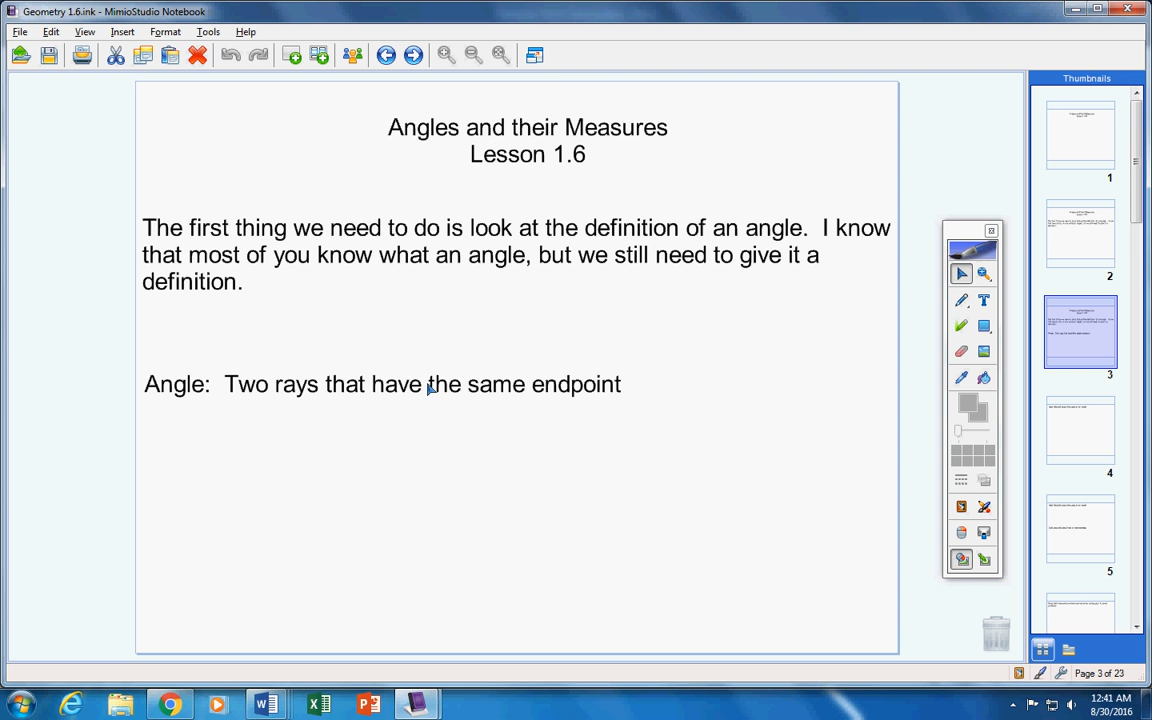 Geometry 1.6.ink - MimioStudio Notebook
File Edit View Insert Format Tools Help
Thumbnails
Angles and their Measures
Lesson 1.6
The first thing we need to do is look at the definition of an angle. I know
that most of you know what an angle, but we still need to give it a
definition.
Angle: Two rays that have the same endpoint
1
2
3
4
5
Page 3 of 23
12:41 AM
8/30/2016